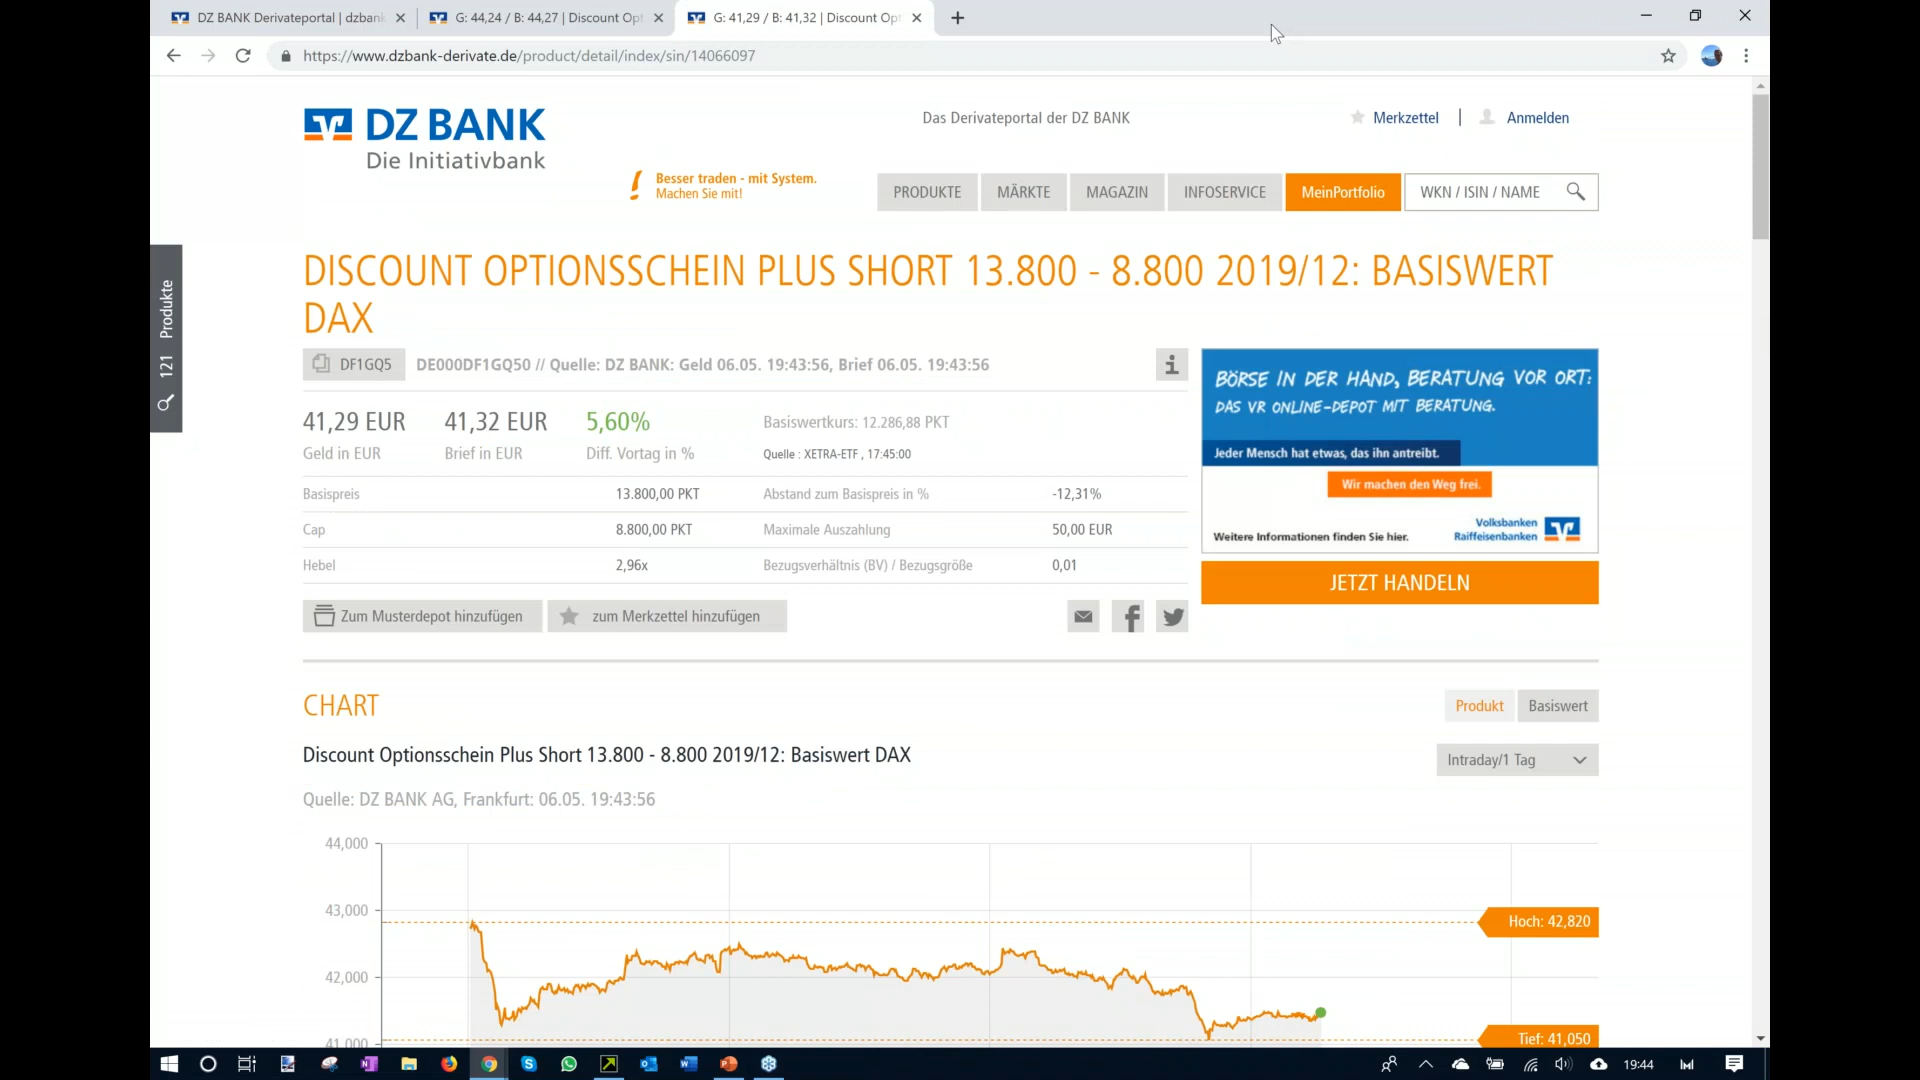 DZ BANK Derivateportal | dzbank
G: 44,24 / B: 44,27 | Discount Opt
G: 41,29 / B: 41,32 | Discount Opt
https://www.dzbank-derivate.de/product/detail/index/sin/14066097
DZ BANK
Die Initiativbank
Das Derivateportal der DZ BANK
Merkzettel | Anmelden
Besser traden - mit System.
Machen Sie mit!
PRODUKTE
MÄRKTE
MAGAZIN
INFOSERVICE
MeinPortfolio
WKN / ISIN / NAME
121 Produkte
DISCOUNT OPTIONSSCHEIN PLUS SHORT 13.800 - 8.800 2019/12: BASISWERT
DAX
DF1GQ5
DE000DF1GQ50 // Quelle: DZ BANK: Geld 06.05. 19:43:56, Brief 06.05. 19:43:56
41,29 EUR
Geld in EUR
41,32 EUR
Brief in EUR
5,60%
Diff. Vortag in %
Basiswertkurs: 12.286,88 PKT
Quelle : XETRA-ETF , 17:45:00
Basispreis 13.800,00 PKT
Abstand zum Basispreis in % -12,31%
Cap 8.800,00 PKT
Maximale Auszahlung 50,00 EUR
Hebel 2,96x
Bezugsverhältnis (BV) / Bezugsgröße 0,01
Zum Musterdepot hinzufügen
zum Merkzettel hinzufügen
BÖRSE IN DER HAND, BERATUNG VOR ORT:
DAS VR ONLINE-DEPOT MIT BERATUNG.
Jeder Mensch hat etwas, das ihn antreibt.
Wir machen den Weg frei.
Weitere Informationen finden Sie hier.
Volksbanken
Raiffeisenbanken
JETZT HANDELN
CHART
Produkt
Basiswert
Discount Optionsschein Plus Short 13.800 - 8.800 2019/12: Basiswert DAX
Intraday/1 Tag
Quelle: DZ BANK AG, Frankfurt: 06.05. 19:43:56
44,000
43,000
Hoch: 42,820
42,000
41,000
Tief: 41,050
19:44